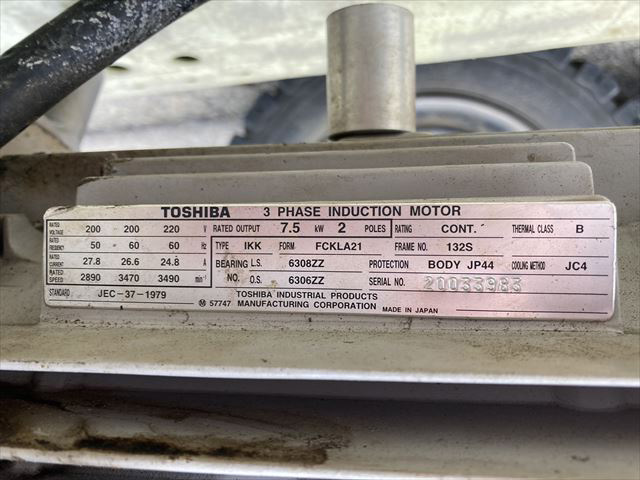 TOSHIBA 3 PHASE INDUCTION MOTOR
RATED VOLTAGE 200 200 220 V RATED OUTPUT 7.5 kW 2 POLES RATING CONT. THERMAL CLASS B
RATED FREQUENCY 50 60 60 Hz TYPE IKK FORM FCKLA21 FRAME NO. 132S
RATED CURRENT 27.8 26.6 24.8 A BEARING L.S. 6308ZZ PROTECTION BODY JP44 COOLING METHOD JC4
RATED SPEED 2890 3470 3490 min⁻¹ NO. O.S. 6306ZZ SERIAL NO. 20033983
STANDARD JEC-37-1979 Ⓜ 57747 TOSHIBA INDUSTRIAL PRODUCTS
MANUFACTURING CORPORATION MADE IN JAPAN